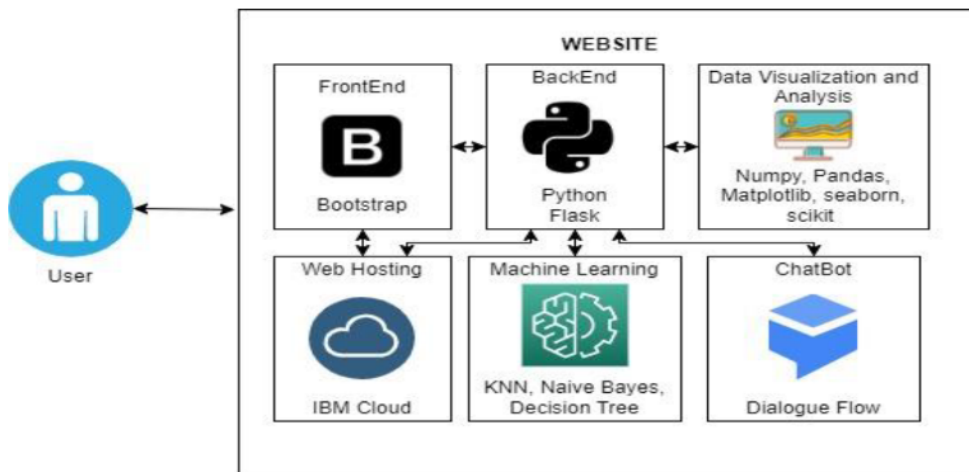 WEBSITE
FrontEnd
B
Bootstrap
BackEnd
Python
Flask
Data Visualization and
Analysis
Numpy, Pandas,
Matplotlib, seaborn,
scikit
User
Web Hosting
IBM Cloud
Machine Learning
KNN, Naive Bayes,
Decision Tree
ChatBot
Dialogue Flow